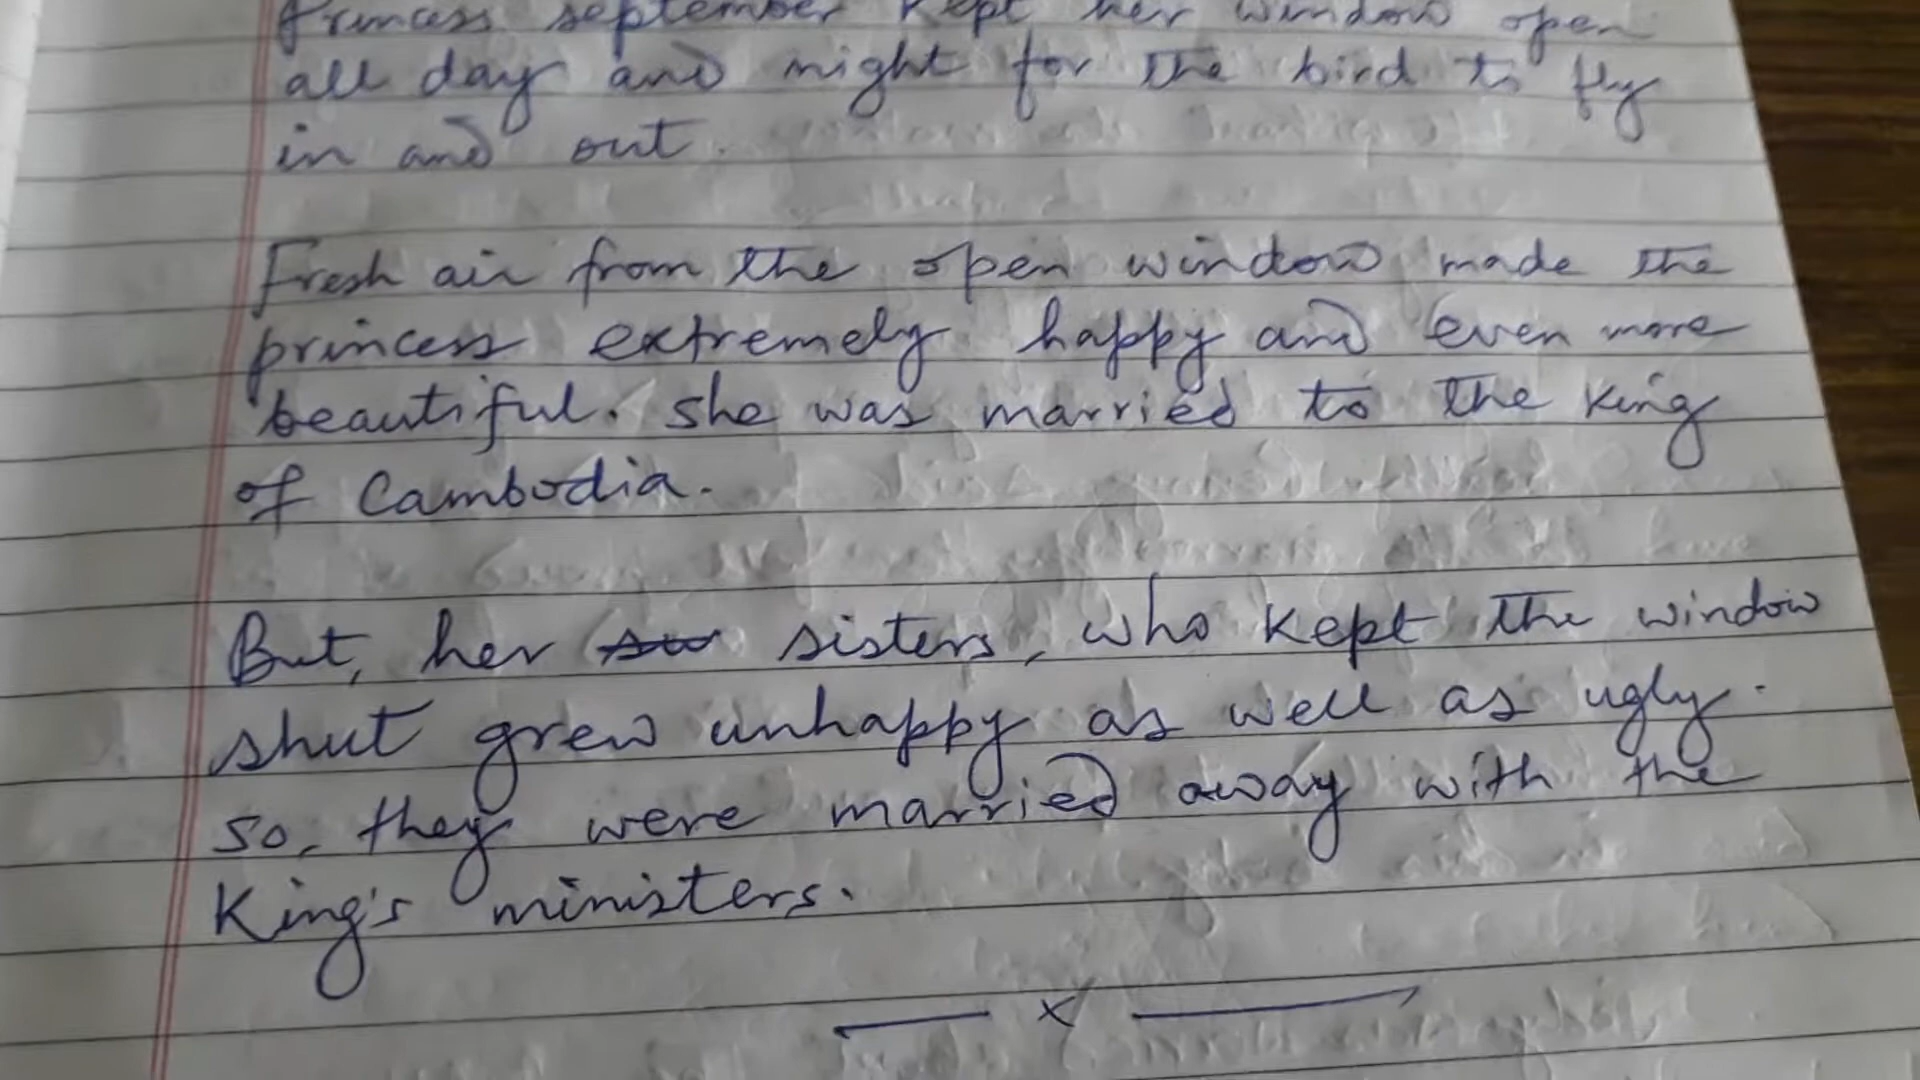 Princess september kept her window open
all day and night for the bird to fly
in and out.
Fresh air from the open window made the
princess extremely happy and even more
beautiful. She was married to the king
of Cambodia.
But, her sisters, who kept the window
shut grew unhappy as well as ugly.
so, they were married away with the
King's ministers.
x